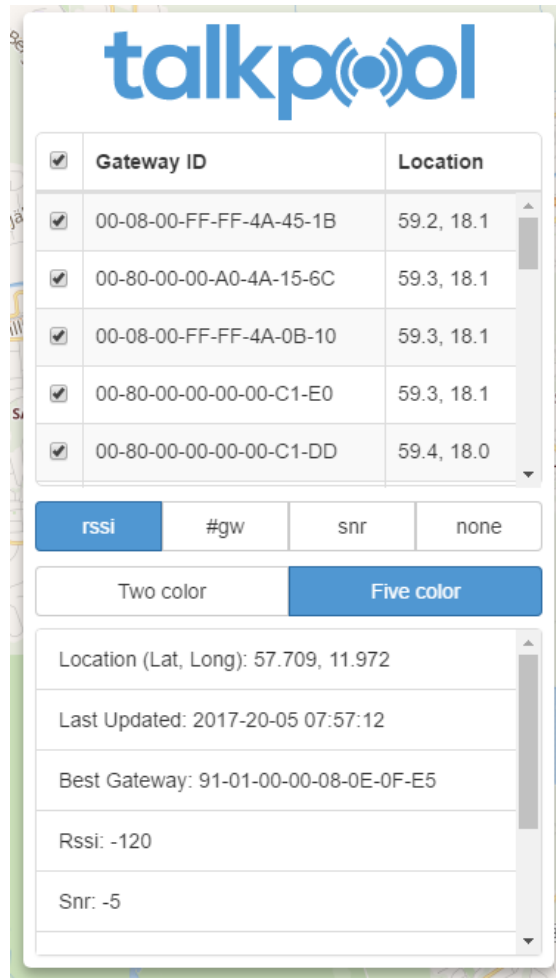 talkpool
Gateway ID Location
00-08-00-FF-FF-4A-45-1B 59.2, 18.1
00-80-00-00-A0-4A-15-6C 59.3, 18.1
00-08-00-FF-FF-4A-0B-10 59.3, 18.1
00-80-00-00-00-00-C1-E0 59.3, 18.1
00-80-00-00-00-00-C1-DD 59.4, 18.0
rssi #gw snr none
Two color Five color
Location (Lat, Long): 57.709, 11.972
Last Updated: 2017-20-05 07:57:12
Best Gateway: 91-01-00-00-08-0E-0F-E5
Rssi: -120
Snr: -5